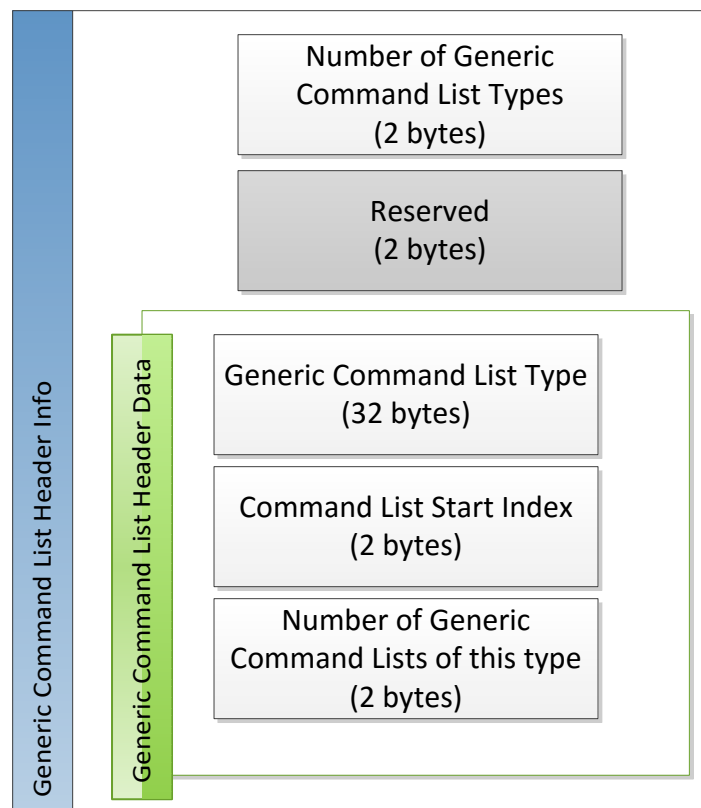 Generic Command List Header Info
Number of Generic
Command List Types
(2 bytes)
Reserved
(2 bytes)
Generic Command List Header Data
Generic Command List Type
(32 bytes)
Command List Start Index
(2 bytes)
Number of Generic
Command Lists of this type
(2 bytes)